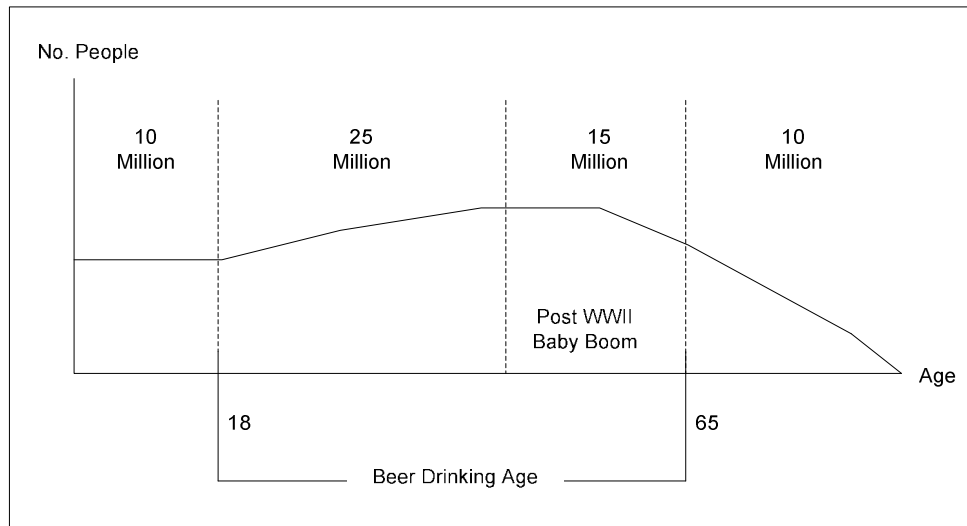 No. People
10
Million
25
Million
15
Million
10
Million
Post WWII
Baby Boom
Age
18
65
Beer Drinking Age